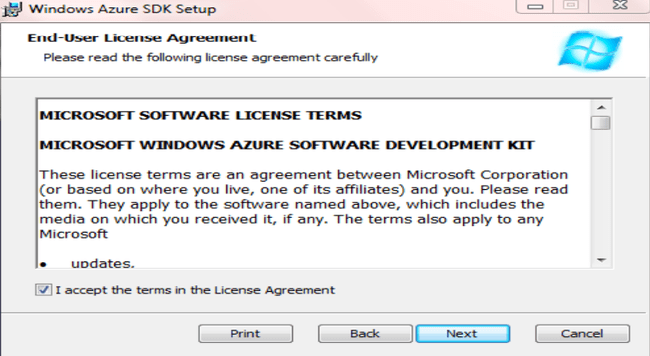 Windows Azure SDK Setup
End-User License Agreement
Please read the following license agreement carefully
MICROSOFT SOFTWARE LICENSE TERMS
MICROSOFT WINDOWS AZURE SOFTWARE DEVELOPMENT KIT
These license terms are an agreement between Microsoft Corporation
(or based on where you live, one of its affiliates) and you. Please read
them. They apply to the software named above, which includes the
media on which you received it, if any. The terms also apply to any
Microsoft
• updates,
I accept the terms in the License Agreement
Print Back Next Cancel